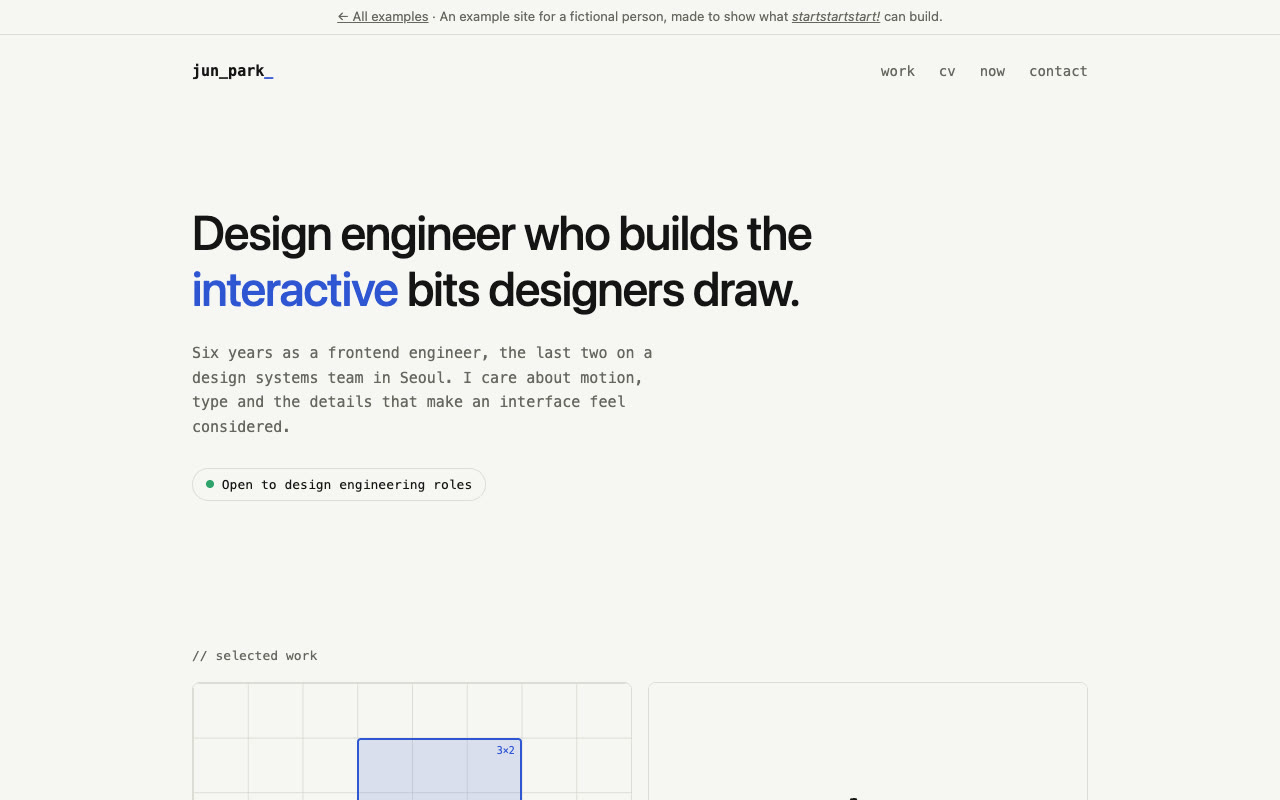 ← All examples · An example site for a fictional person, made to show what startstartstart! can build.
jun_park_
work cv now contact
Design engineer who builds the
interactive bits designers draw.
Six years as a frontend engineer, the last two on a
design systems team in Seoul. I care about motion,
type and the details that make an interface feel
considered.
Open to design engineering roles
// selected work
3×2